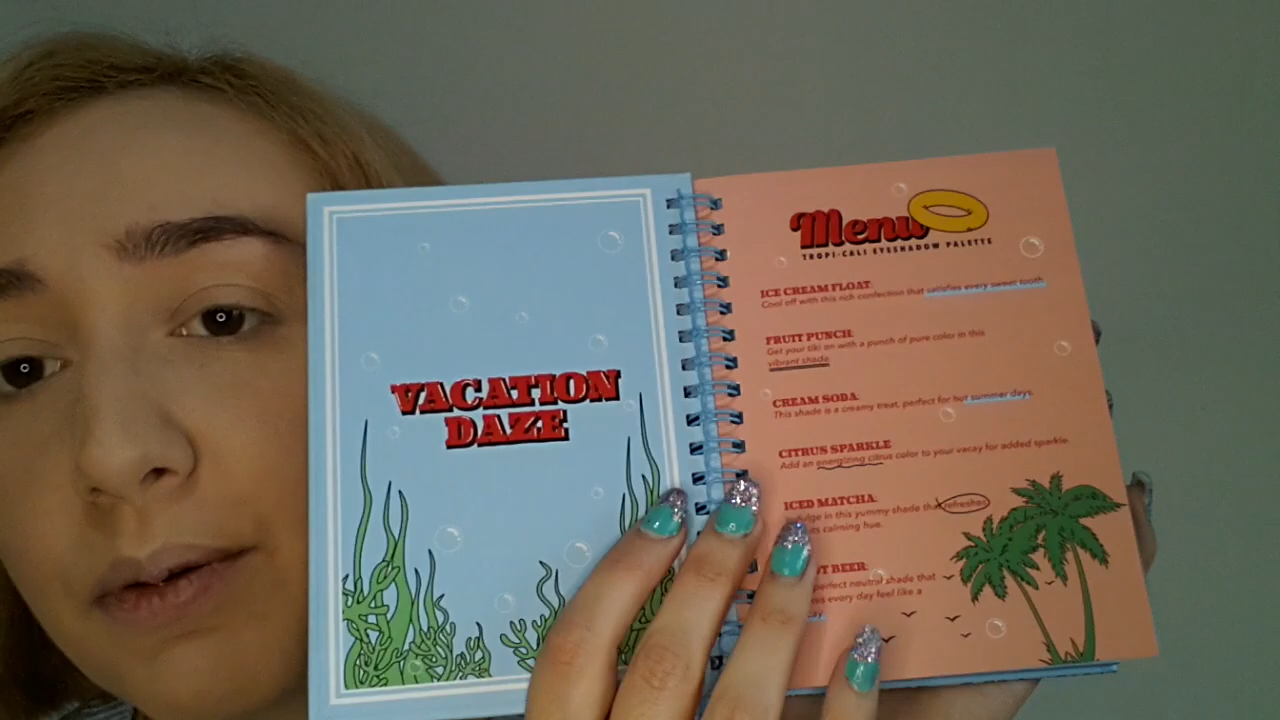 VACATION
DAZE
Menu
TROPI-CALI EYESHADOW PALETTE
ICE CREAM FLOAT:
Cool off with this rich confection that satisfies every sweet tooth.
FRUIT PUNCH:
Get your tiki on with a punch of pure color in this
vibrant shade.
CREAM SODA:
This shade is a creamy treat, perfect for hot summer days.
CITRUS SPARKLE
Add an energizing citrus color to your vacay for added sparkle.
ICED MATCHA:
in this yummy shade that refreshes
calming hue.
BEER:
perfect neutral shade that
every day feel like a